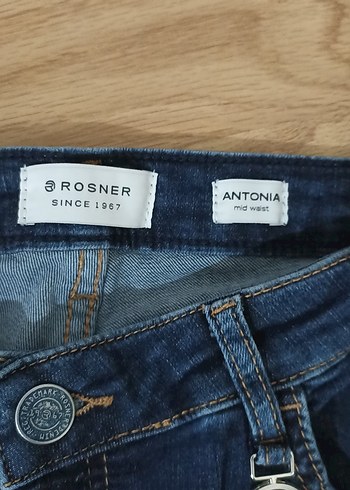 ROSNER
SINCE 1967
ANTONIA
mid waist